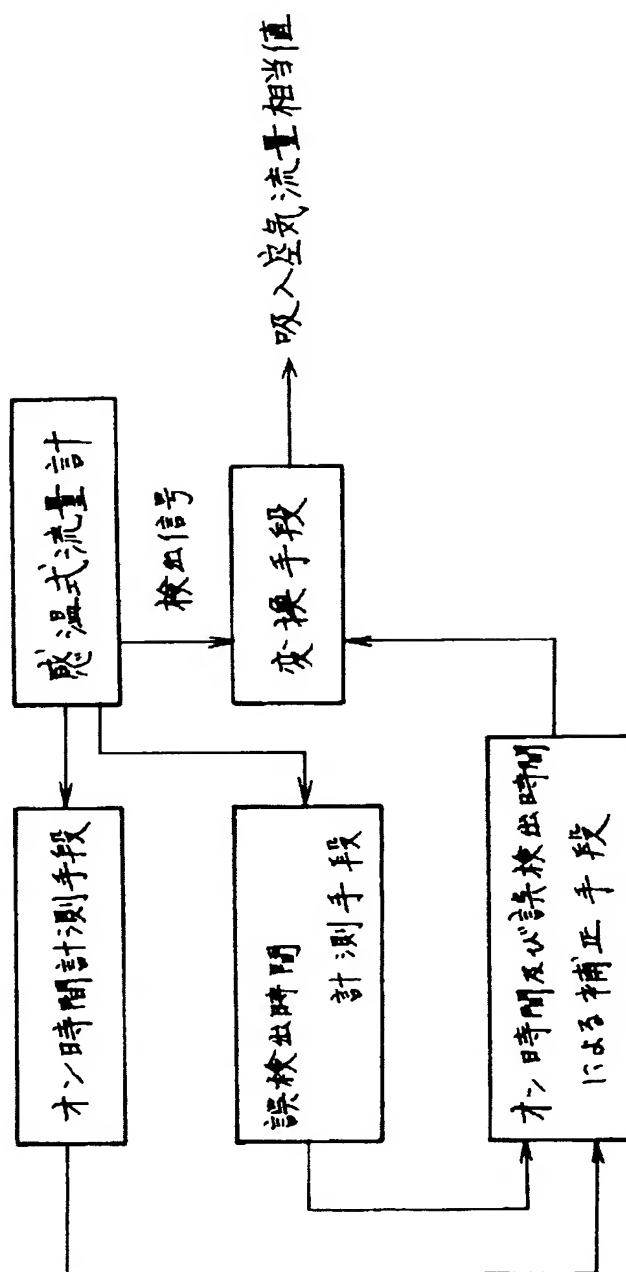 感温式流量計
検出信号
変換手段
吸入空気流量相当値
オン時間計測手段
誤検出時間
計測手段
オン時間及び誤検出時間
による補正手段